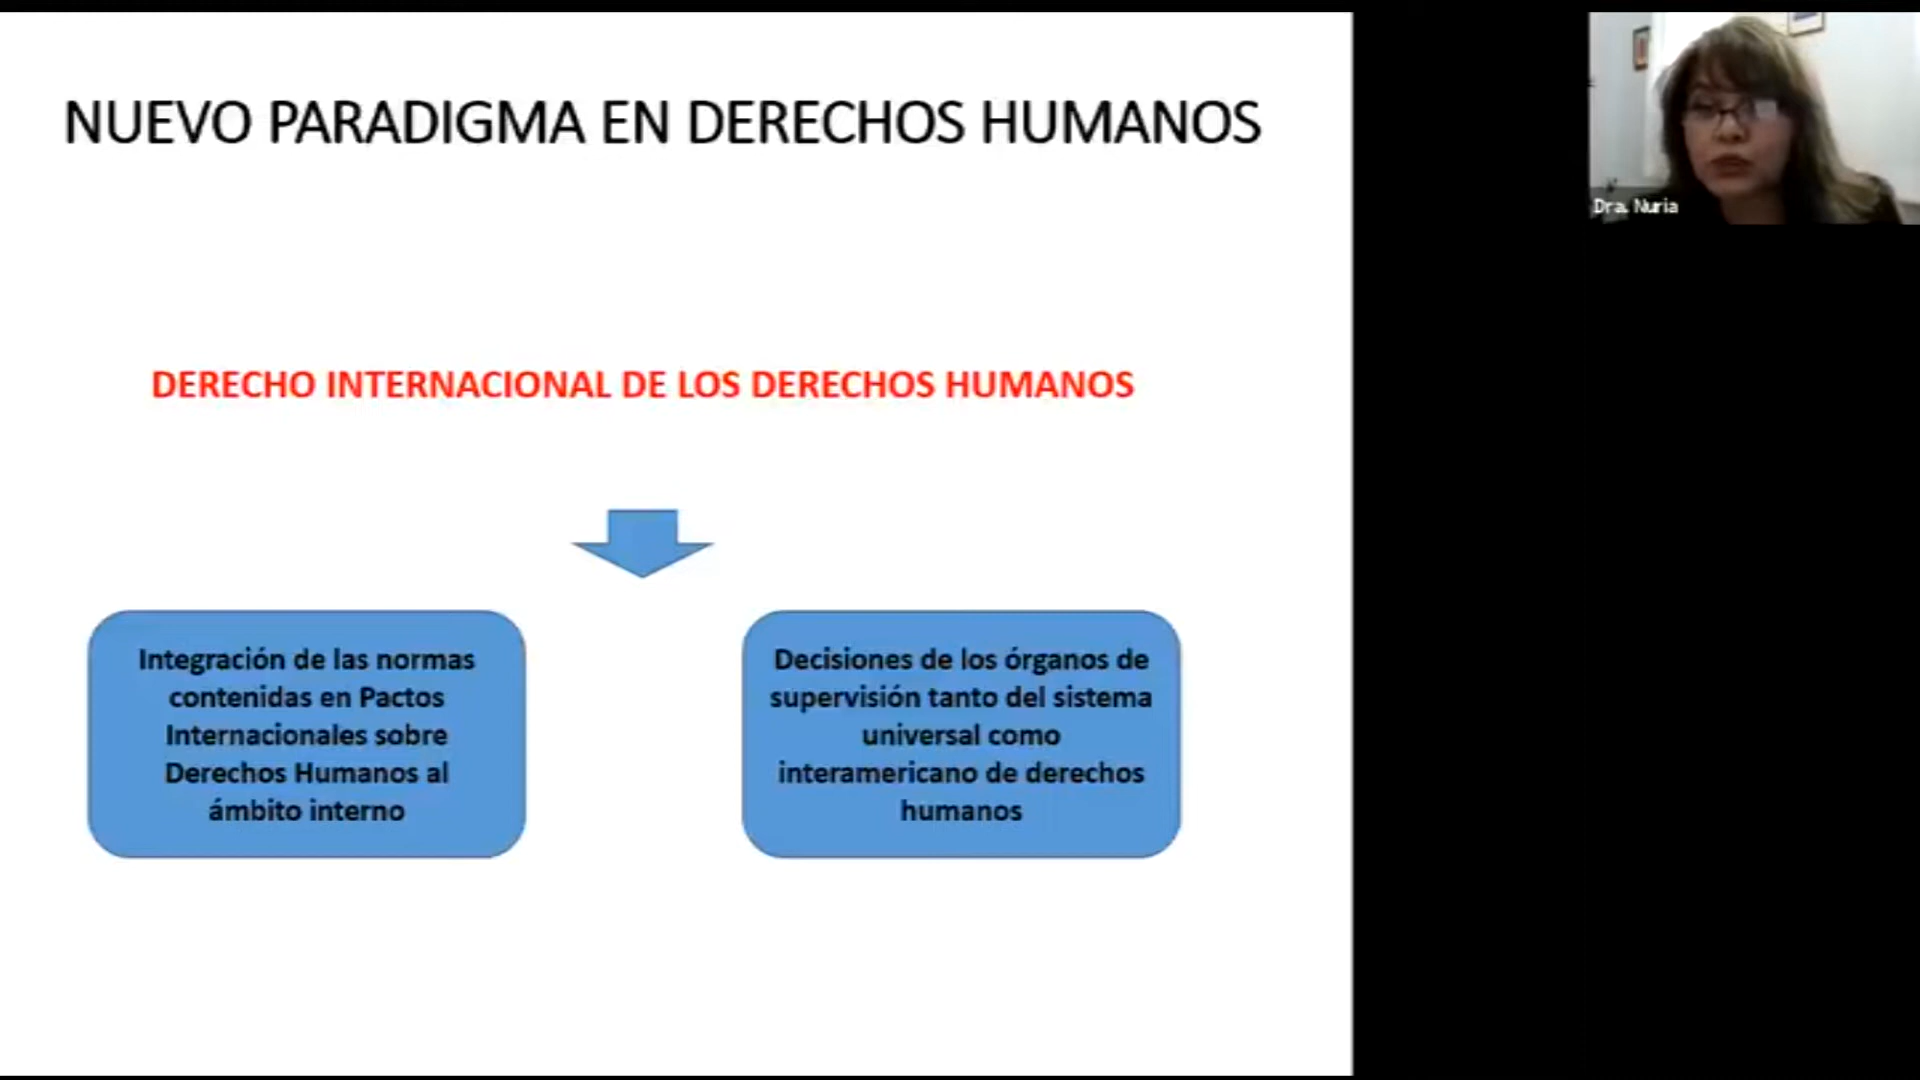 NUEVO PARADIGMA EN DERECHOS HUMANOS
Dra. Nuria
DERECHO INTERNACIONAL DE LOS DERECHOS HUMANOS
Integración de las normas
contenidas en Pactos
Internacionales sobre
Derechos Humanos al
ámbito interno
Decisiones de los órganos de
supervisión tanto del sistema
universal como
interamericano de derechos
humanos